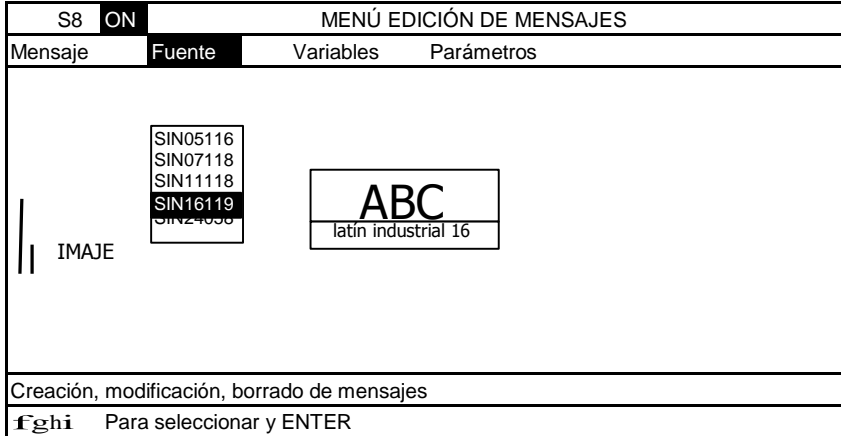 S8 ON MENÚ EDICIÓN DE MENSAJES
Mensaje Fuente Variables Parámetros
SIN05116
SIN07118
SIN11118
SIN16119
SIN24058
ABC
latín industrial 16
IMAJE
Creación, modificación, borrado de mensajes
fghi Para seleccionar y ENTER